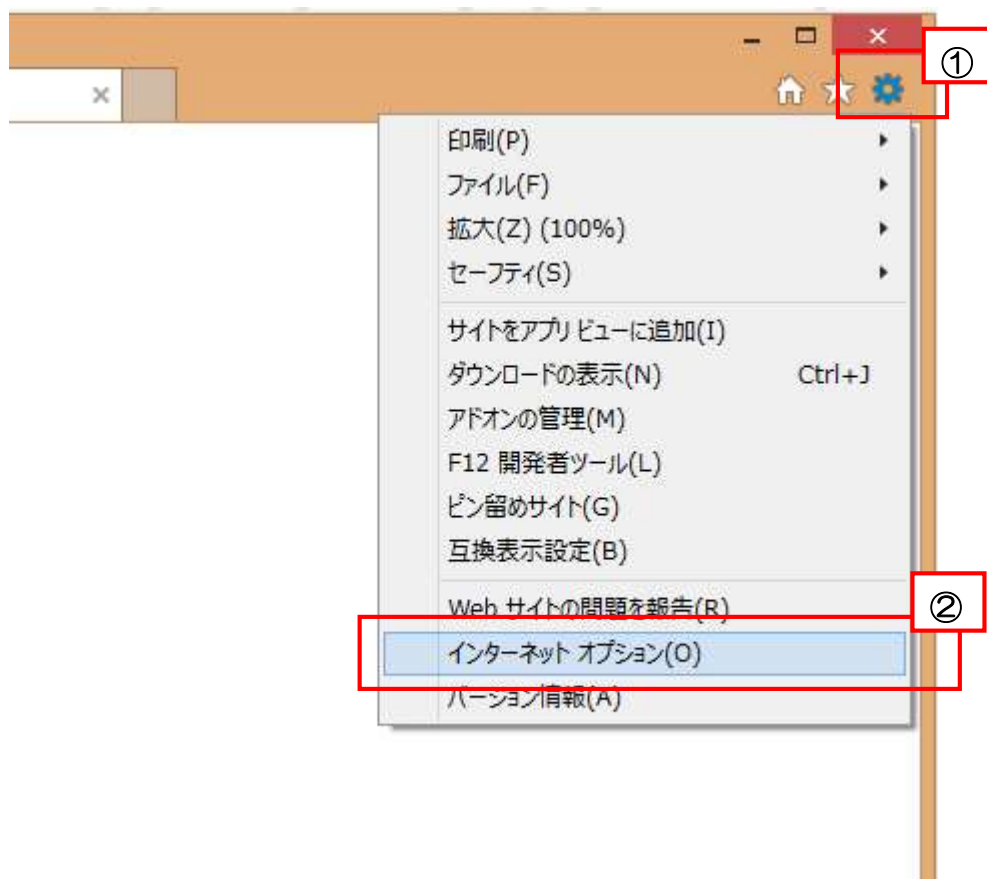 ①
印刷(P)
ファイル(F)
拡大(Z) (100%)
セーフティ(S)
サイトをアプリ ビューに追加(I)
ダウンロードの表示(N) Ctrl+J
アドオンの管理(M)
F12 開発者ツール(L)
ピン留めサイト(G)
互換表示設定(B)
Web サイトの問題を報告(R)
②
インターネット オプション(O)
バージョン情報(A)